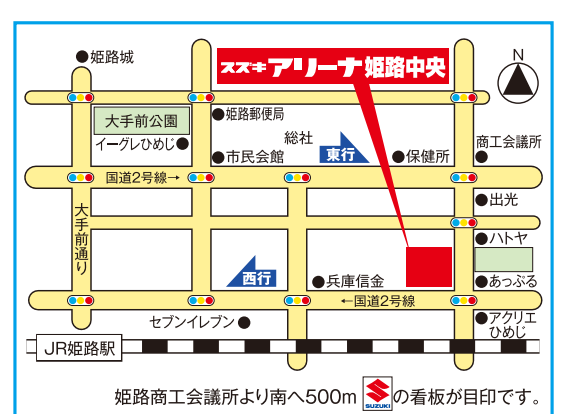 姫路城
スズキアリーナ姫路中央
N
大手前公園
姫路郵便局
イーグレひめじ
総社
東行
保健所
商工会議所
市民会館
国道2号線→
出光
大手前通り
ハトヤ
西行
兵庫信金
あっぷる
←国道2号線
セブンイレブン
アクリエ
ひめじ
JR姫路駅
姫路商工会議所より南へ500m SUZUKI の看板が目印です。